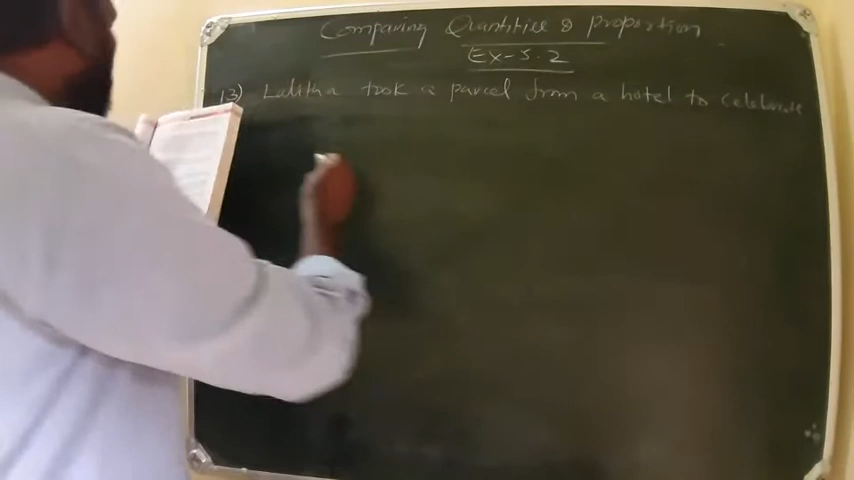 Comparing Quantities & proportion
Ex-5.2
13) Lalitha took a parcel from a hotel to celebrate